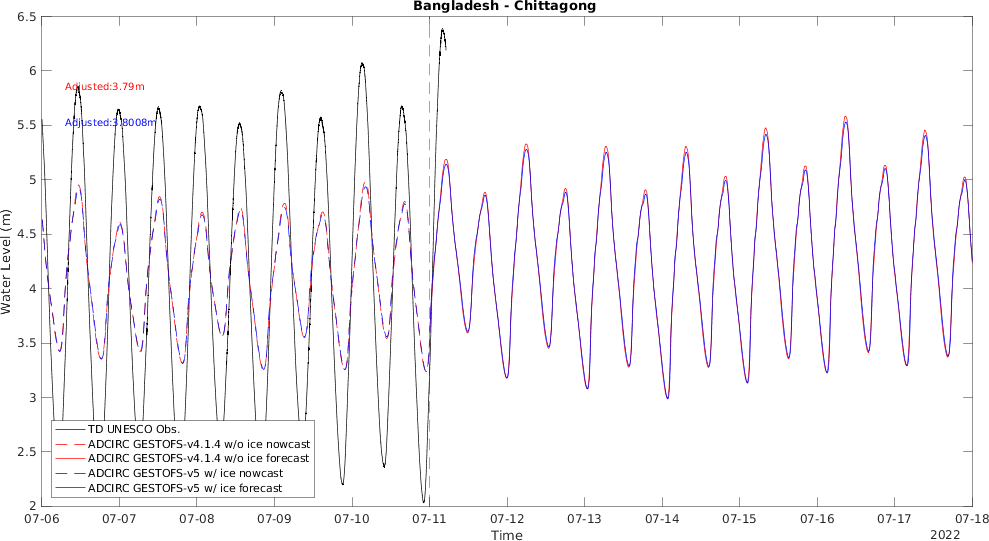 Bangladesh - Chittagong
6.5
6
5.5
5
4.5
4
3.5
3
2.5
2
Water Level (m)
Adjusted:3.79m
Adjusted:3.8008m
TD UNESCO Obs.
ADCIRC GESTOFS-v4.1.4 w/o ice nowcast
ADCIRC GESTOFS-v4.1.4 w/o ice forecast
ADCIRC GESTOFS-v5 w/ ice nowcast
ADCIRC GESTOFS-v5 w/ ice forecast
07-06 07-07 07-08 07-09 07-10 07-11 07-12 07-13 07-14 07-15 07-16 07-17 07-18
Time
2022